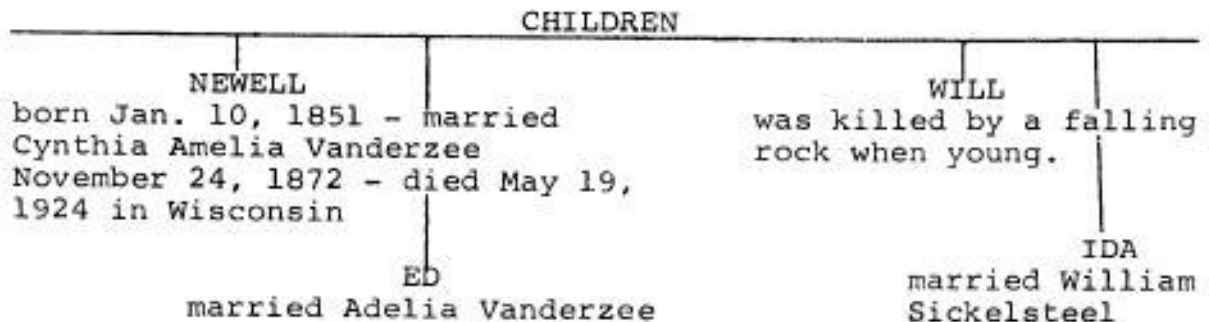 CHILDREN
NEWELL
born Jan. 10, 1851 - married
Cynthia Amelia Vanderzee
November 24, 1872 - died May 19,
1924 in Wisconsin
ED
married Adelia Vanderzee
WILL
was killed by a falling
rock when young.
IDA
married William
Sickelsteel